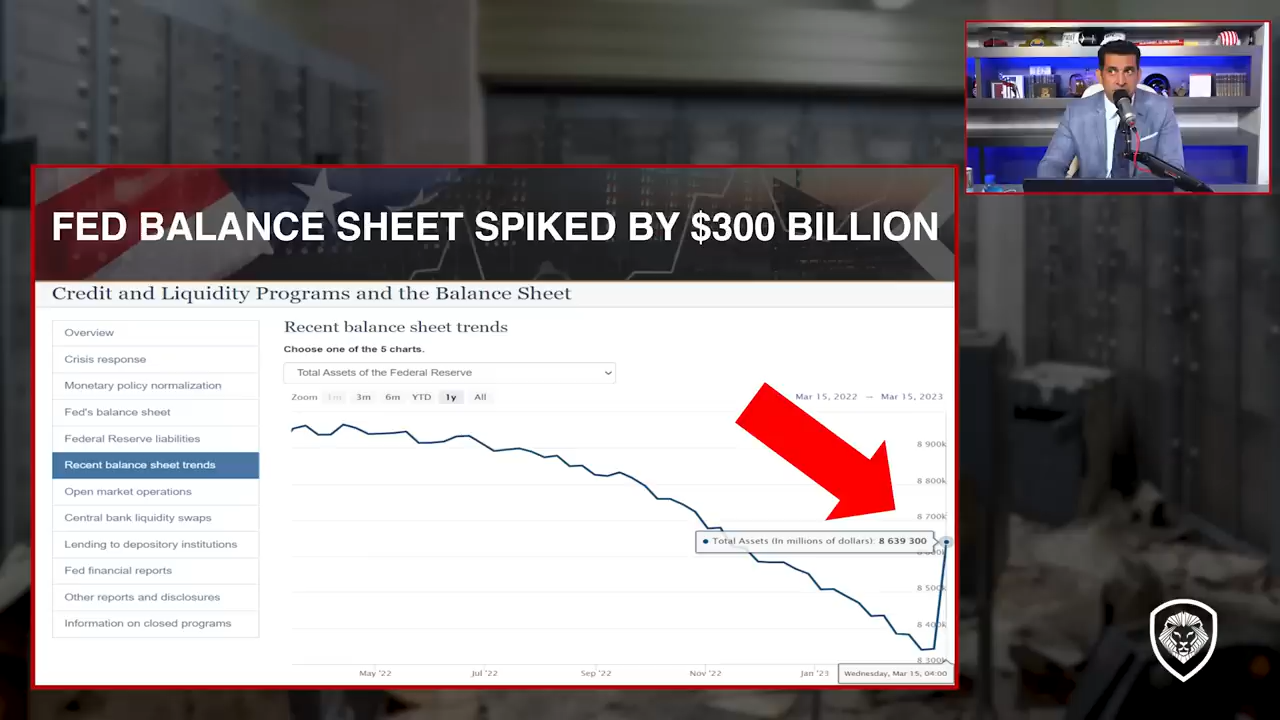 FED BALANCE SHEET SPIKED BY $300 BILLION
Credit and Liquidity Programs and the Balance Sheet
Overview
Crisis response
Monetary policy normalization
Fed's balance sheet
Federal Reserve liabilities
Recent balance sheet trends
Open market operations
Central bank liquidity swaps
Lending to depository institutions
Fed financial reports
Other reports and disclosures
Information on closed programs
Recent balance sheet trends
Choose one of the 5 charts.
Total Assets of the Federal Reserve
Zoom 1m 3m 6m YTD 1y All
Mar 15, 2022 → Mar 15, 2023
8 900k
8 800k
8 700k
Total Assets (In millions of dollars): 8 639 300
8 500k
8 400k
8 300k
May '22 Jul '22 Sep '22 Nov '22 Jan '23
Wednesday, Mar 15, 04:00